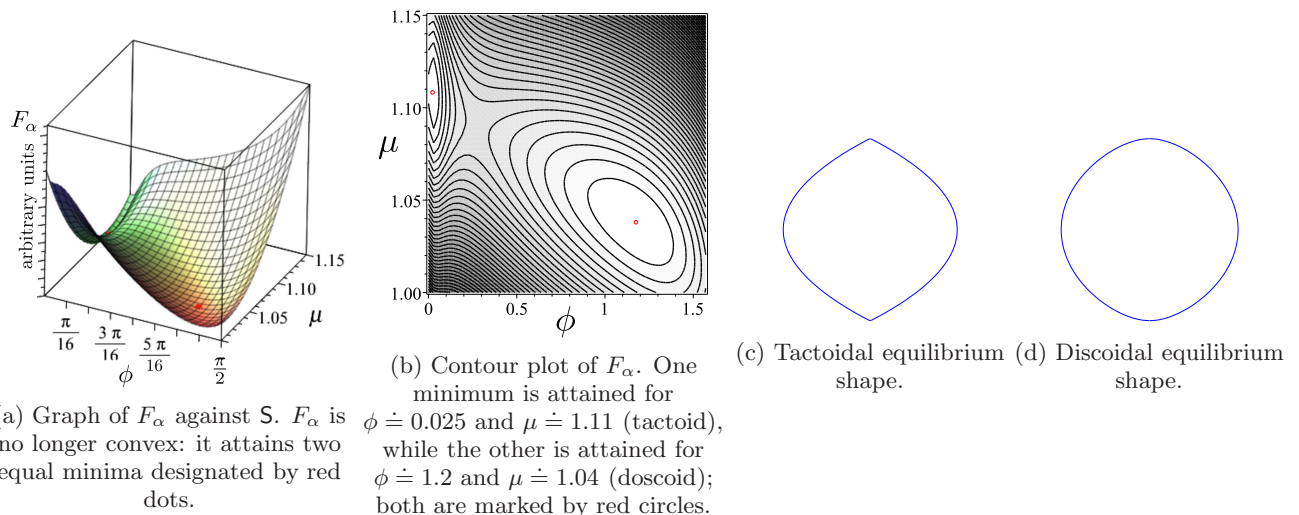 F_α
arbitrary units
π/16
3π/16
5π/16
π/2
ϕ
1.05
1.10
1.15
μ
(a) Graph of F_α against S. F_α is
no longer convex: it attains two
equal minima designated by red
dots.
1.15
1.10
μ
1.05
1.00
0
0.5
1
1.5
ϕ
(b) Contour plot of F_α. One
minimum is attained for
ϕ ≐ 0.025 and μ ≐ 1.11 (tactoid),
while the other is attained for
ϕ ≐ 1.2 and μ ≐ 1.04 (doscoid);
both are marked by red circles.
(c) Tactoidal equilibrium
shape.
(d) Discoidal equilibrium
shape.